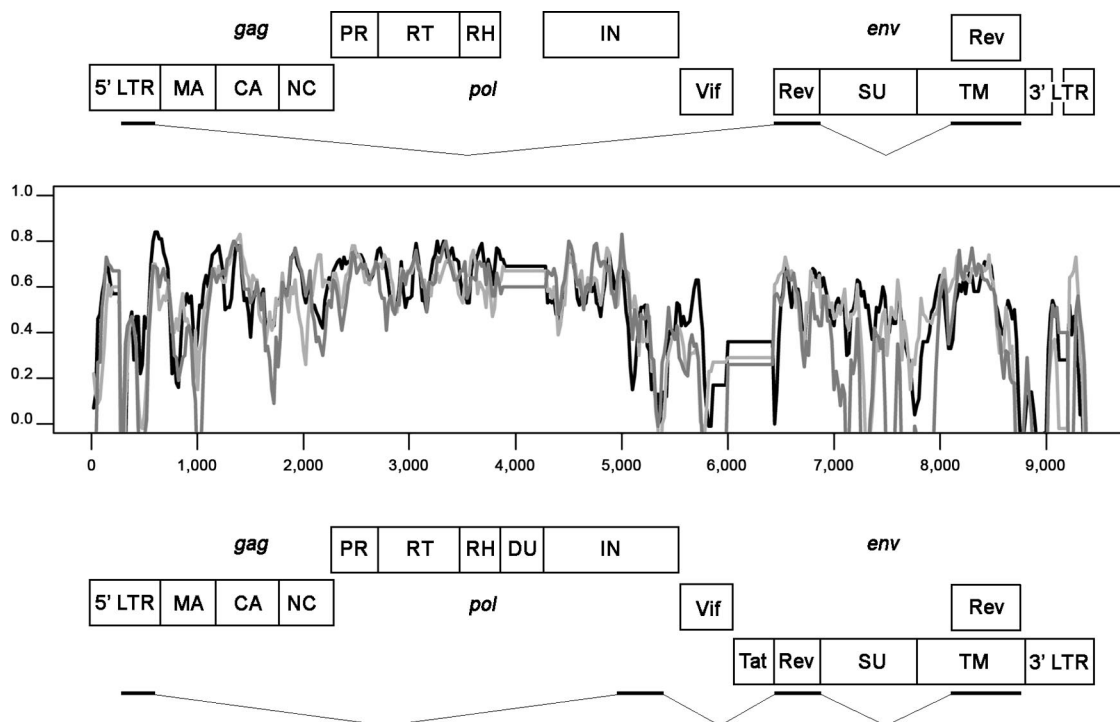 gag PR RT RH IN env Rev
5' LTR MA CA NC pol Vif Rev SU TM 3' LTR
1.0
0.8
0.6
0.4
0.2
0.0
0 1,000 2,000 3,000 4,000 5,000 6,000 7,000 8,000 9,000
gag PR RT RH DU IN env
5' LTR MA CA NC pol Vif Rev
Tat Rev SU TM 3' LTR